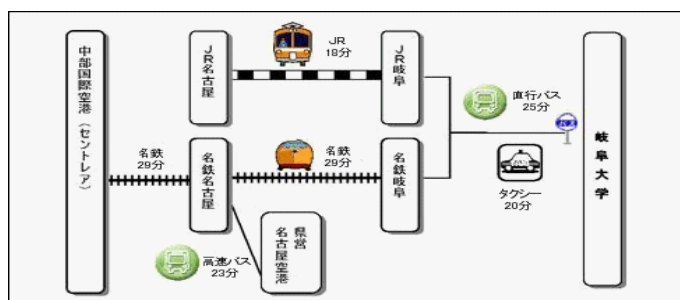 中部国際空港（セントレア）
名鉄
29分
JR名古屋
JR
18分
JR岐阜
名鉄名古屋
名鉄
29分
名鉄岐阜
高速バス
23分
県営
名古屋空港
直行バス
25分
バス
タクシー
20分
岐阜大学